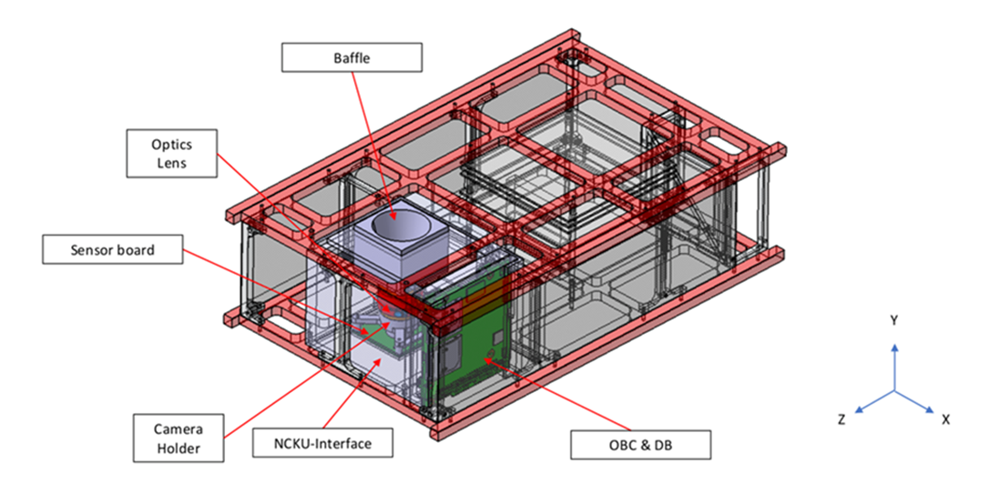 Baffle
Optics
Lens
Sensor board
Camera
Holder
NCKU-Interface
OBC & DB
Y
Z
X